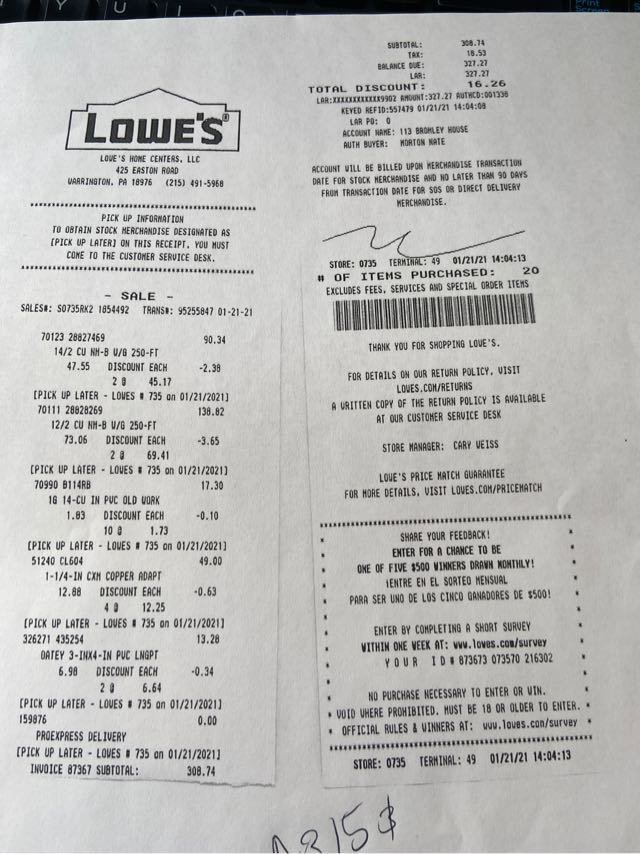 Y U I O
Print
Screen
LOWE'S®
LOWE'S HOME CENTERS, LLC
425 EASTON ROAD
WARRINGTON, PA 18976 (215) 491-5968
****************************************
PICK UP INFORMATION
TO OBTAIN STOCK MERCHANDISE DESIGNATED AS
[PICK UP LATER] ON THIS RECEIPT, YOU MUST
COME TO THE CUSTOMER SERVICE DESK.
****************************************
- SALE -
SALES#: S0735RK2 1854492 TRANS#: 95255847 01-21-21
70123 28827469 90.34
14/2 CU NM-B W/G 250-FT
47.55 DISCOUNT EACH -2.38
2 @ 45.17
[PICK UP LATER - LOWES # 735 on 01/21/2021]
70111 28828269 138.82
12/2 CU NM-B W/G 250-FT
73.06 DISCOUNT EACH -3.65
2 @ 69.41
[PICK UP LATER - LOWES # 735 on 01/21/2021]
70990 B114RB 17.30
1G 14-CU IN PVC OLD WORK
1.83 DISCOUNT EACH -0.10
10 @ 1.73
[PICK UP LATER - LOWES # 735 on 01/21/2021]
51240 CL604 49.00
1-1/4-IN CXM COPPER ADAPT
12.88 DISCOUNT EACH -0.63
4 @ 12.25
[PICK UP LATER - LOWES # 735 on 01/21/2021]
326271 435254 13.28
OATEY 3-INX4-IN PVC LNGPT
6.98 DISCOUNT EACH -0.34
2 @ 6.64
[PICK UP LATER - LOWES # 735 on 01/21/2021]
159876 0.00
PROEXPRESS DELIVERY
[PICK UP LATER - LOWES # 735 on 01/21/2021]
INVOICE 87367 SUBTOTAL: 308.74
SUBTOTAL: 308.74
TAX: 18.53
BALANCE DUE: 327.27
LAR: 327.27
TOTAL DISCOUNT: 16.26
LAR:XXXXXXXXXXX9902 AMOUNT:327.27 AUTHCD:001338
KEYED REFID:557479 01/21/21 14:04:08
LAR PO: 0
ACCOUNT NAME: 113 BROMLEY HOUSE
AUTH BUYER: MORTON NATE
ACCOUNT WILL BE BILLED UPON MERCHANDISE TRANSACTION
DATE FOR STOCK MERCHANDISE AND NO LATER THAN 90 DAYS
FROM TRANSACTION DATE FOR SOS OR DIRECT DELIVERY
MERCHANDISE.
STORE: 0735 TERMINAL: 49 01/21/21 14:04:13
# OF ITEMS PURCHASED: 20
EXCLUDES FEES, SERVICES AND SPECIAL ORDER ITEMS
THANK YOU FOR SHOPPING LOWE'S.
FOR DETAILS ON OUR RETURN POLICY, VISIT
LOWES.COM/RETURNS
A WRITTEN COPY OF THE RETURN POLICY IS AVAILABLE
AT OUR CUSTOMER SERVICE DESK
STORE MANAGER: CARY WEISS
LOWE'S PRICE MATCH GUARANTEE
FOR MORE DETAILS, VISIT LOWES.COM/PRICEMATCH
****************************************
* SHARE YOUR FEEDBACK! *
* ENTER FOR A CHANCE TO BE *
* ONE OF FIVE $500 WINNERS DRAWN MONTHLY! *
* ¡ENTRE EN EL SORTEO MENSUAL *
* PARA SER UNO DE LOS CINCO GANADORES DE $500! *
* ENTER BY COMPLETING A SHORT SURVEY *
* WITHIN ONE WEEK AT: www.lowes.com/survey *
* Y O U R I D # 873673 073570 216302 *
* NO PURCHASE NECESSARY TO ENTER OR WIN. *
* VOID WHERE PROHIBITED. MUST BE 18 OR OLDER TO ENTER. *
* OFFICIAL RULES & WINNERS AT: www.lowes.com/survey *
****************************************
STORE: 0735 TERMINAL: 49 01/21/21 14:04:13